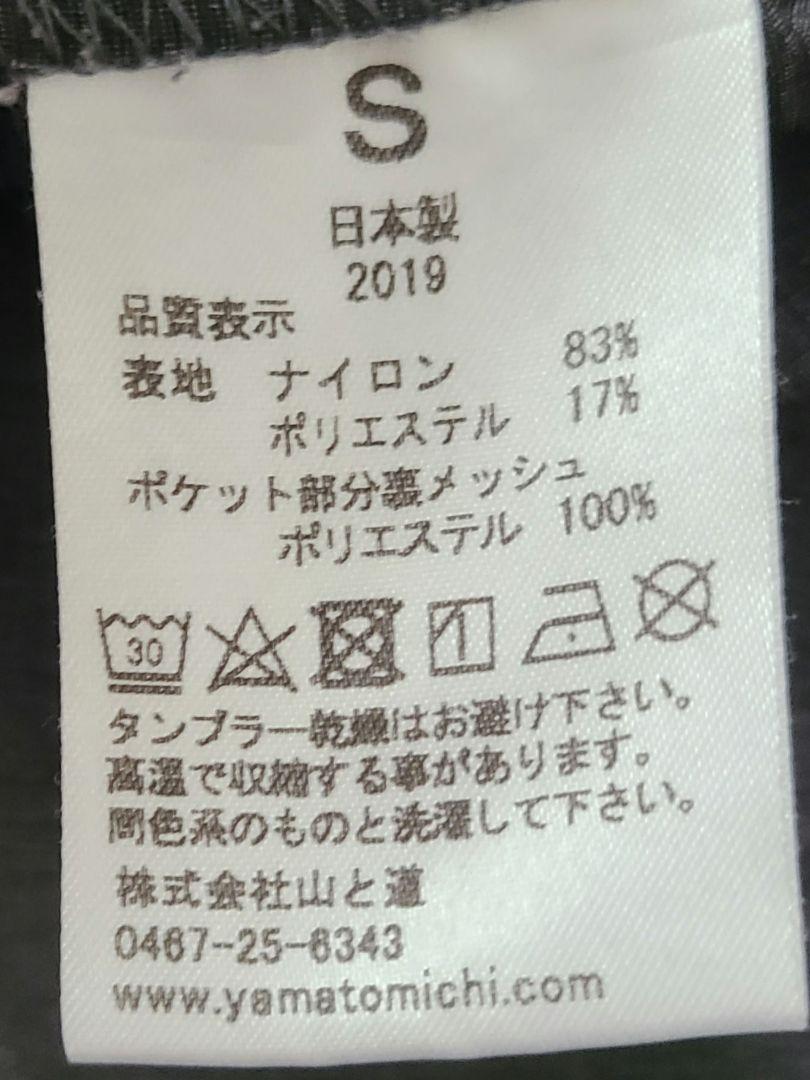 S
日本製
2019
品質表示
表地 ナイロン 83%
ポリエステル 17%
ポケット部分裏メッシュ
ポリエステル 100%
30
タンブラー乾燥はお避け下さい。
高温で収縮する事があります。
同色系のものと洗濯して下さい。
株式会社山と道
0467-25-6343
www.yamatomichi.com